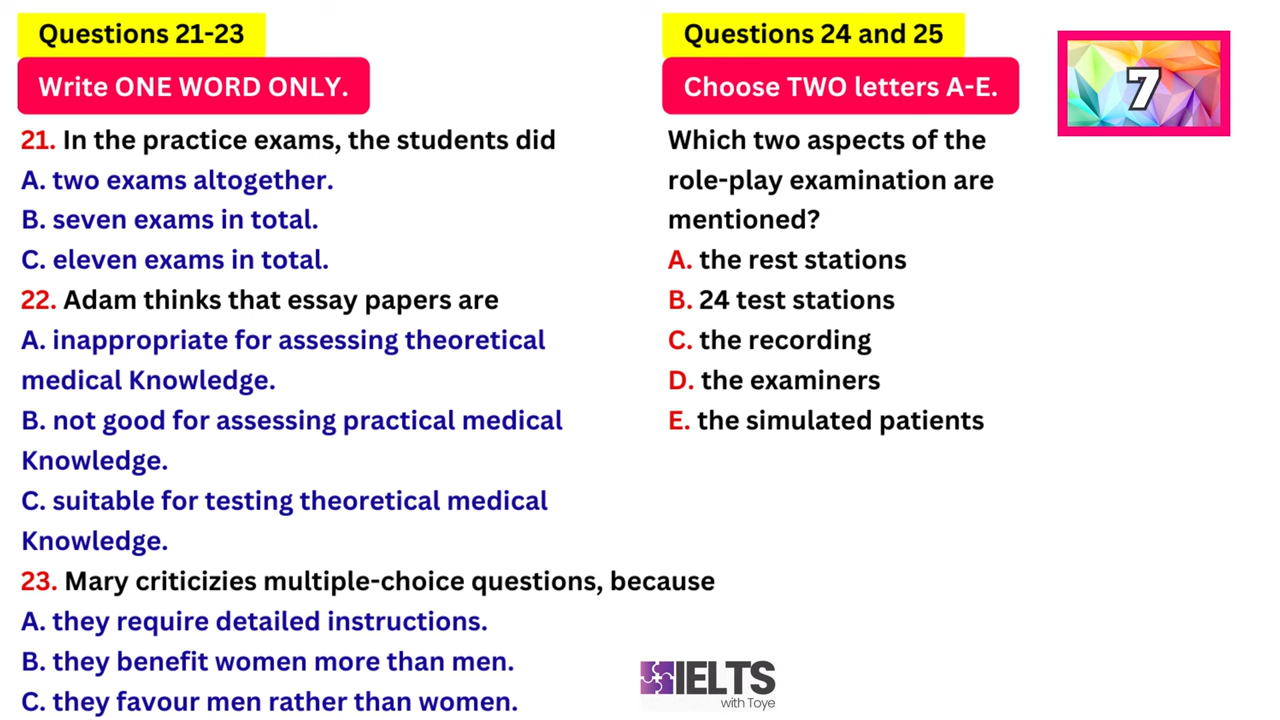 Questions 21-23
Write ONE WORD ONLY.
21. In the practice exams, the students did
A. two exams altogether.
B. seven exams in total.
C. eleven exams in total.
22. Adam thinks that essay papers are
A. inappropriate for assessing theoretical
medical Knowledge.
B. not good for assessing practical medical
Knowledge.
C. suitable for testing theoretical medical
Knowledge.
23. Mary criticizies multiple-choice questions, because
A. they require detailed instructions.
B. they benefit women more than men.
C. they favour men rather than women.
Questions 24 and 25
Choose TWO letters A-E.
Which two aspects of the
role-play examination are
mentioned?
A. the rest stations
B. 24 test stations
C. the recording
D. the examiners
E. the simulated patients
7
IELTS
with Toye